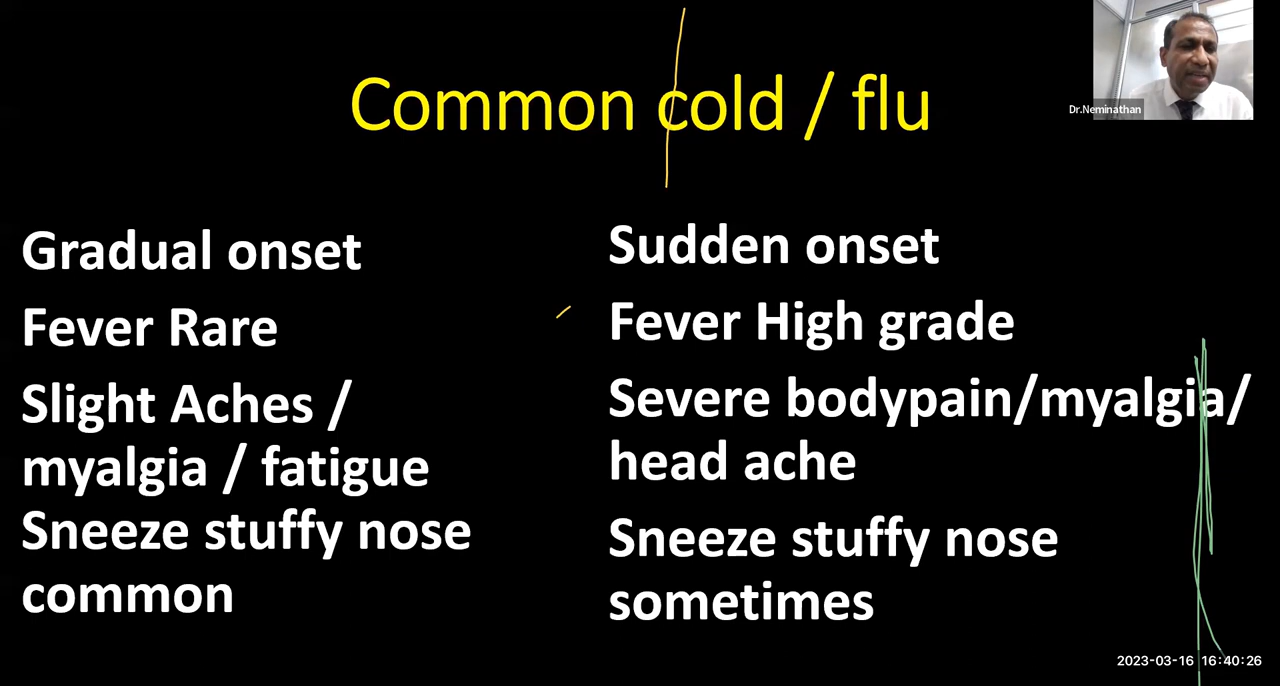 Common cold / flu
Dr.Neminathan
Gradual onset
Fever Rare
Slight Aches /
myalgia / fatigue
Sneeze stuffy nose
common
Sudden onset
Fever High grade
Severe bodypain/myalgia/
head ache
Sneeze stuffy nose
sometimes
2023-03-16 16:40:26